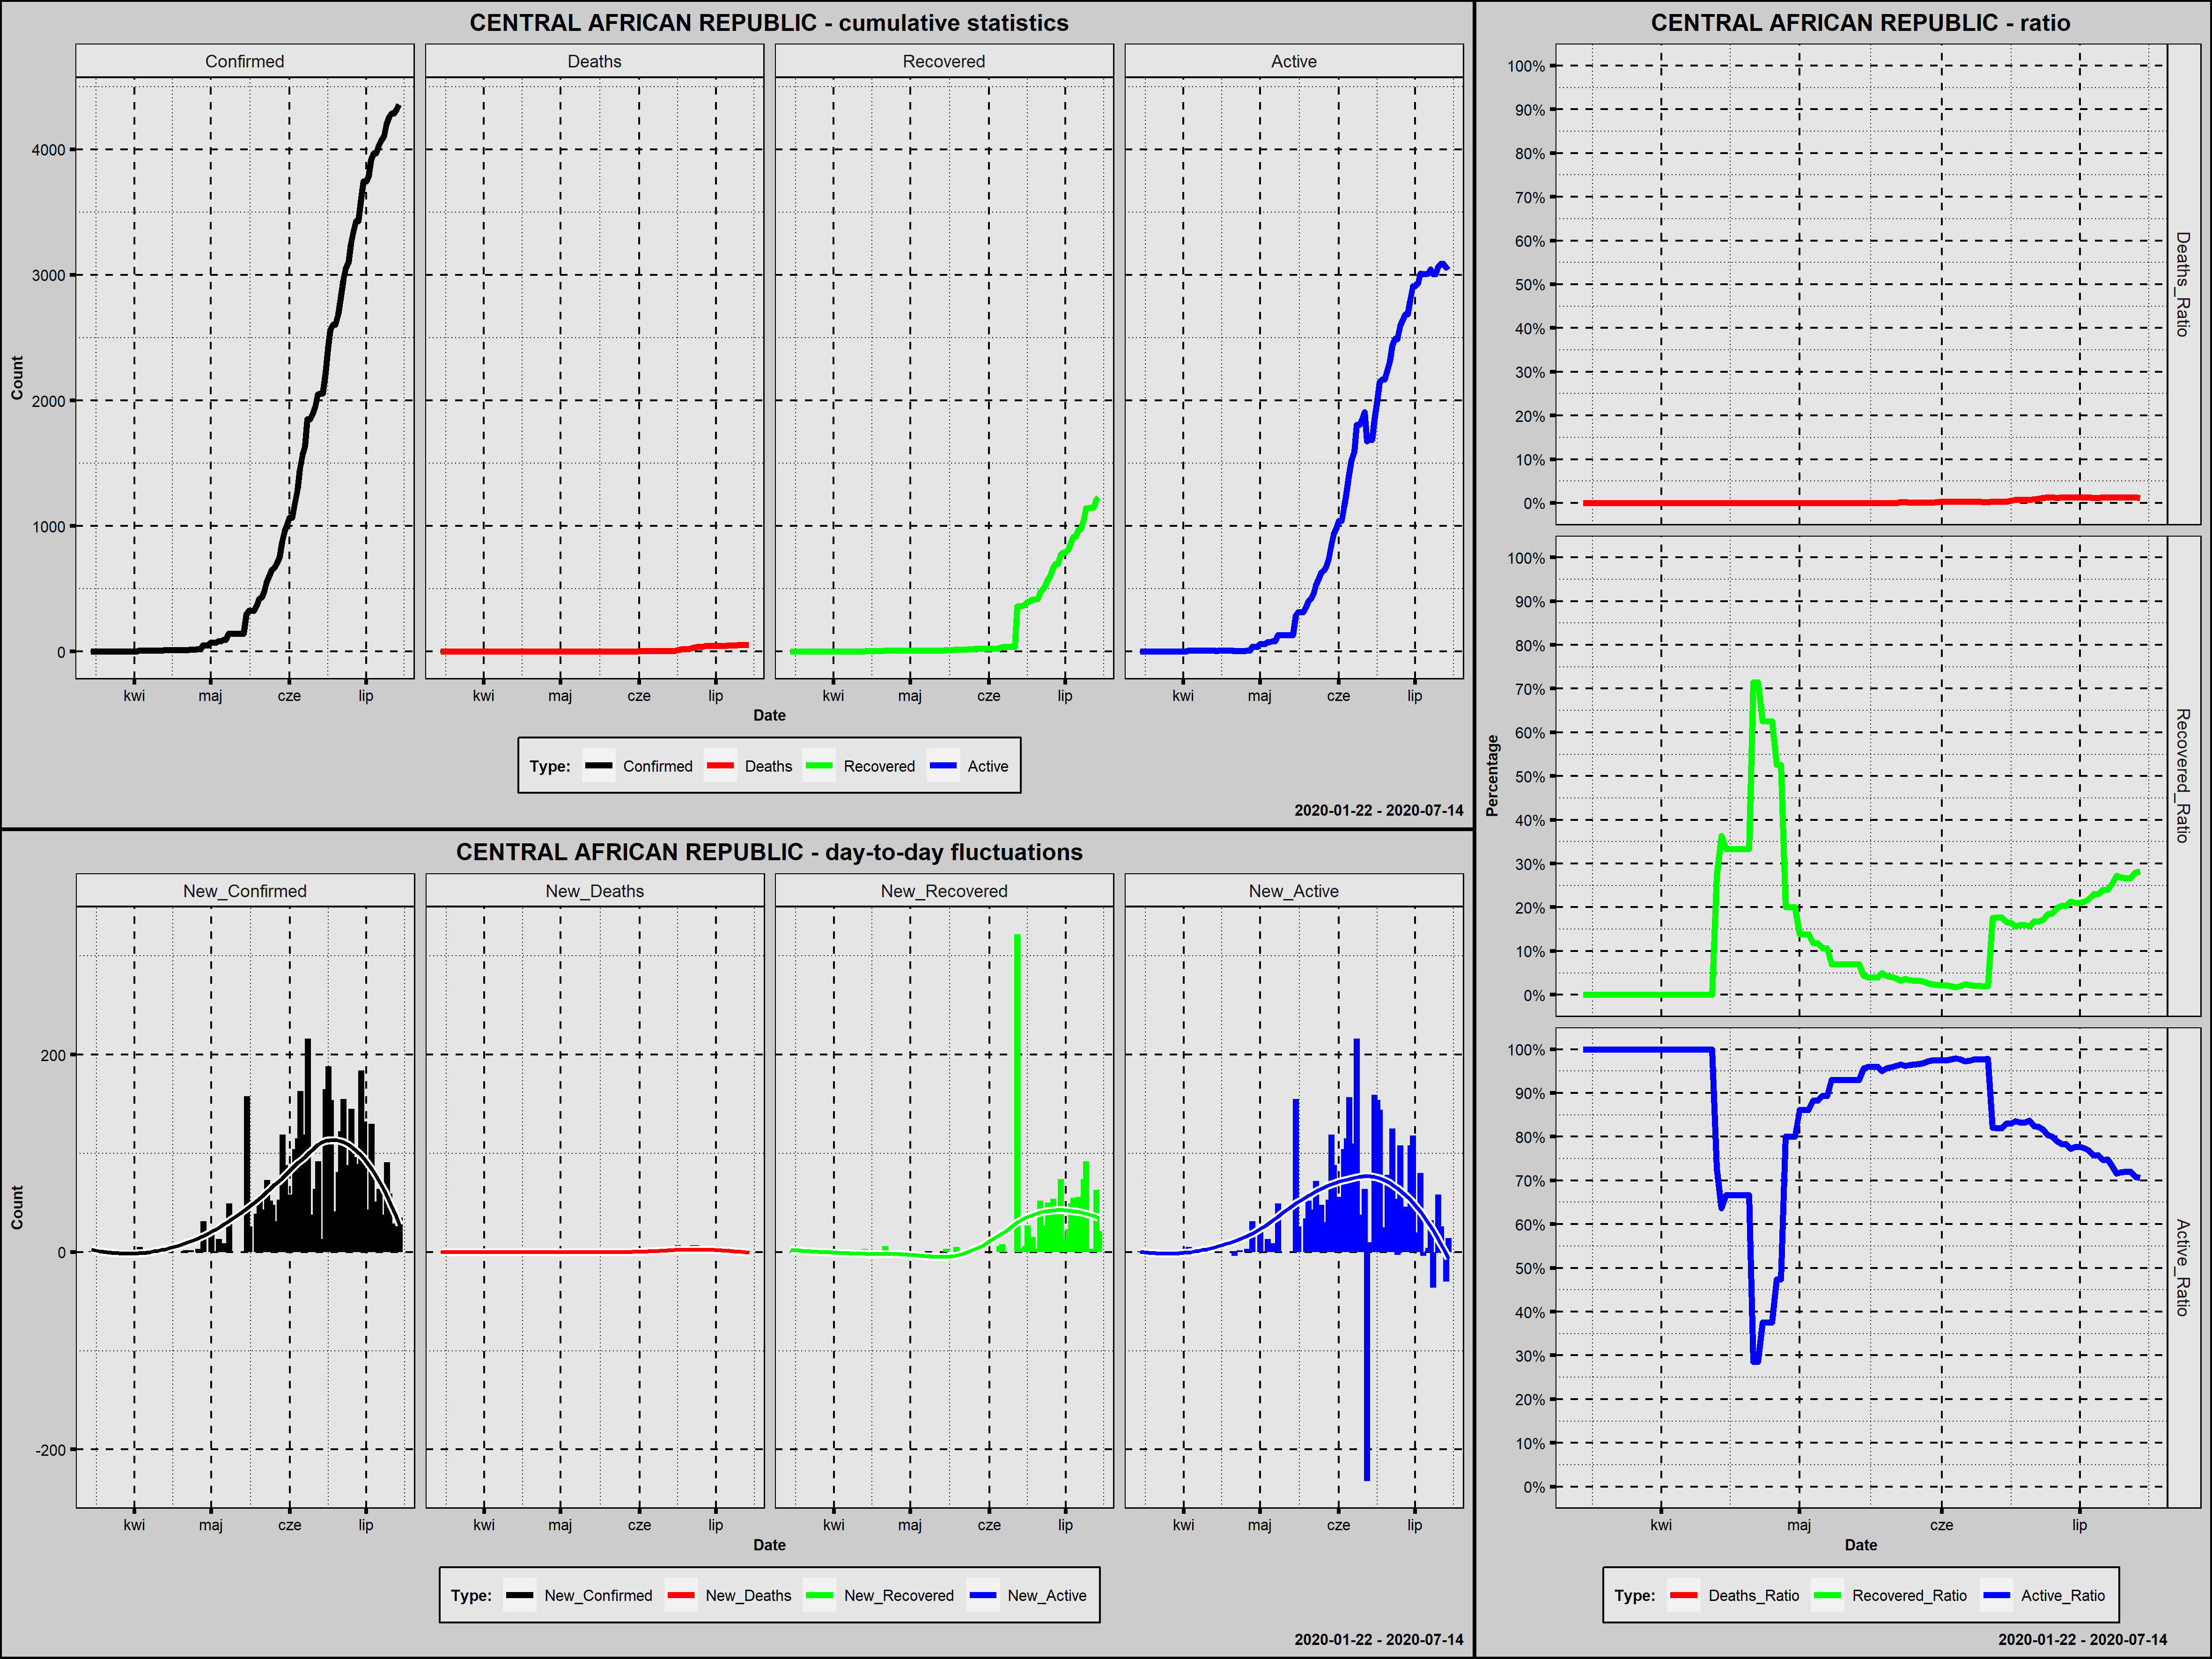 CENTRAL AFRICAN REPUBLIC - cumulative statistics
Confirmed Deaths Recovered Active
4000
3000
2000
1000
0
Count
kwi maj cze lip kwi maj cze lip kwi maj cze lip kwi maj cze lip
Date
Type: Confirmed Deaths Recovered Active
2020-01-22 - 2020-07-14
CENTRAL AFRICAN REPUBLIC - day-to-day fluctuations
New_Confirmed New_Deaths New_Recovered New_Active
200
0
-200
Count
kwi maj cze lip kwi maj cze lip kwi maj cze lip kwi maj cze lip
Date
Type: New_Confirmed New_Deaths New_Recovered New_Active
2020-01-22 - 2020-07-14
CENTRAL AFRICAN REPUBLIC - ratio
100%
90%
80%
70%
60%
50%
40%
30%
20%
10%
0%
Deaths_Ratio
100%
90%
80%
70%
60%
50%
40%
30%
20%
10%
0%
Recovered_Ratio
Percentage
100%
90%
80%
70%
60%
50%
40%
30%
20%
10%
0%
Active_Ratio
kwi maj cze lip
Date
Type: Deaths_Ratio Recovered_Ratio Active_Ratio
2020-01-22 - 2020-07-14